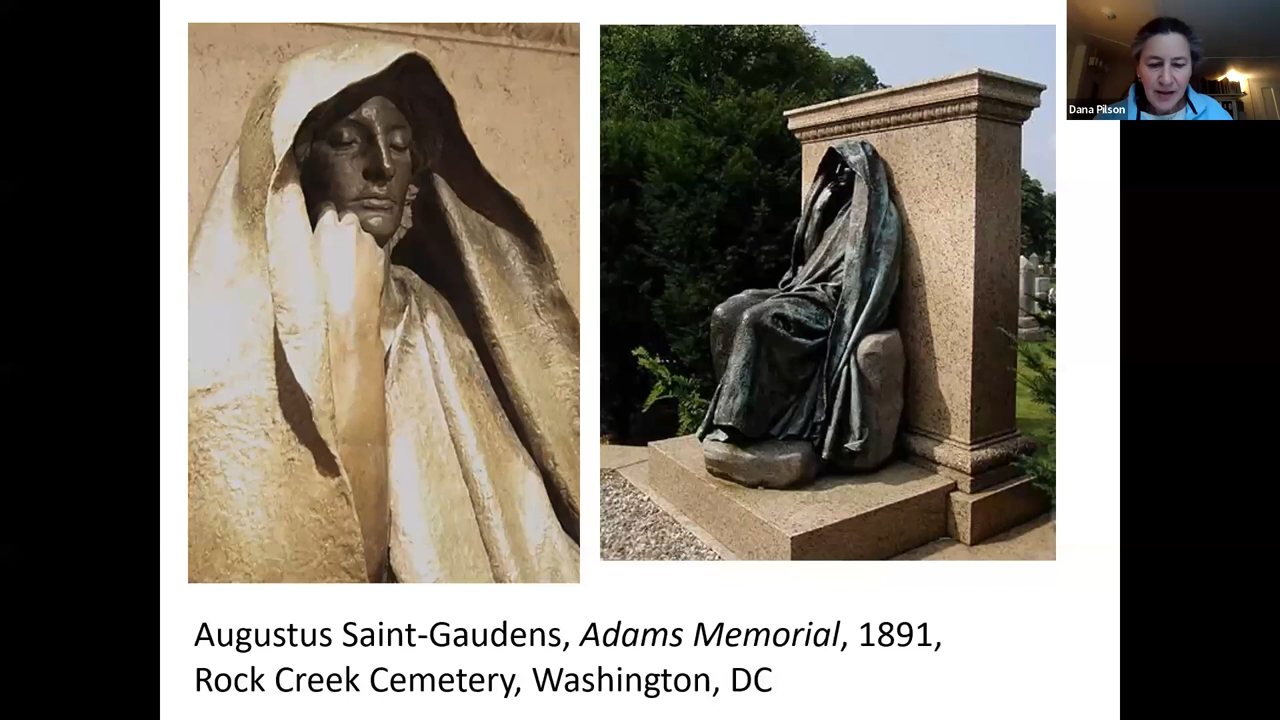 Dana Pilson
Augustus Saint-Gaudens, Adams Memorial, 1891,
Rock Creek Cemetery, Washington, DC